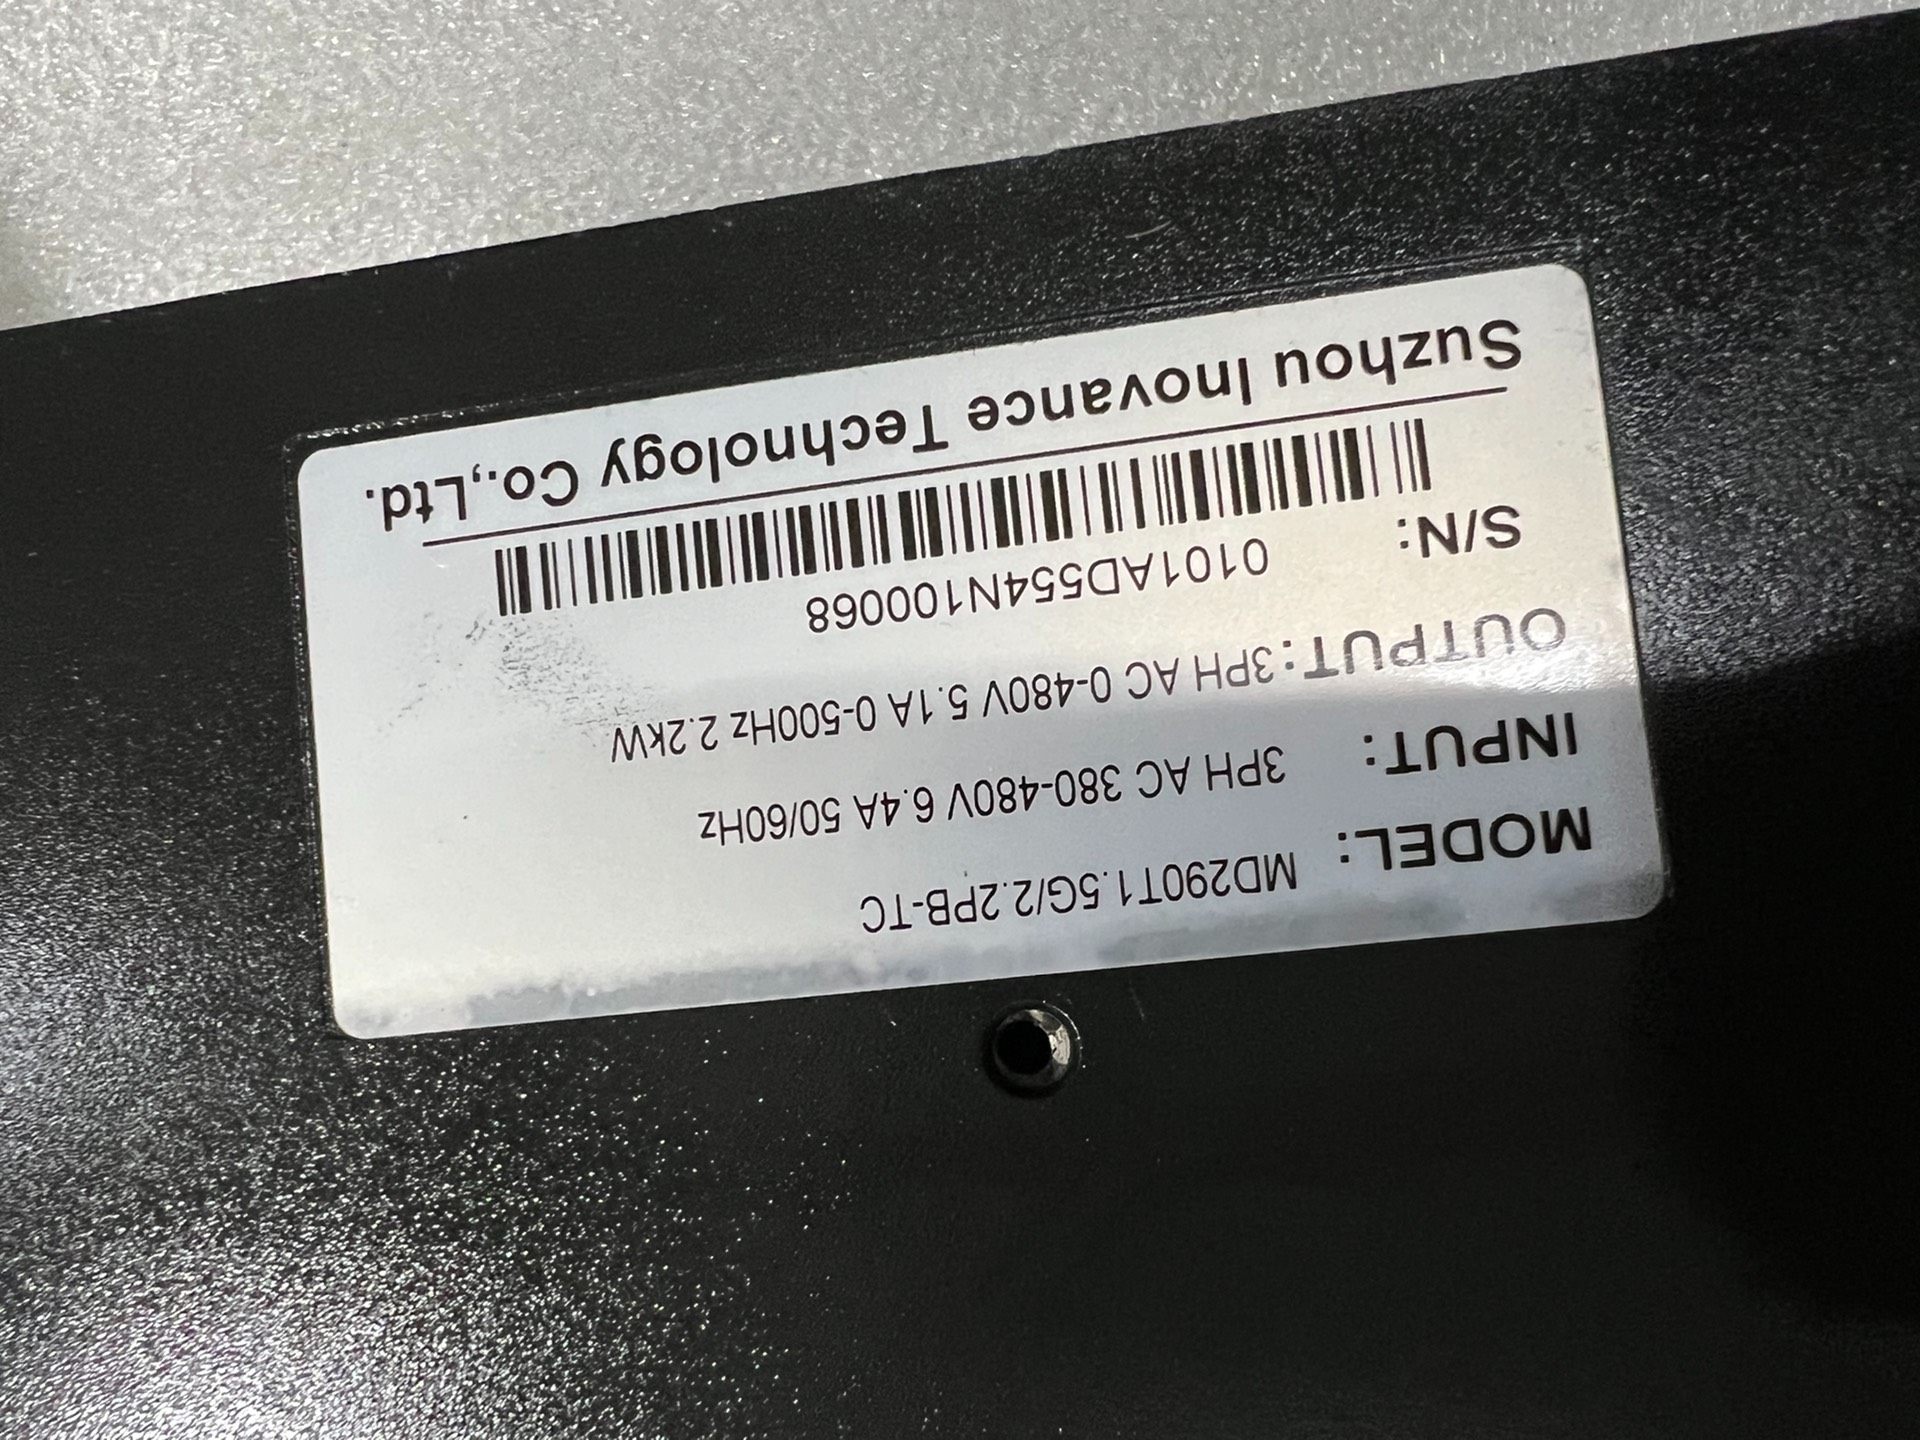 MODEL: MD290T1.5G/2.2PB-TC
INPUT: 3PH AC 380-480V 6.4A 50/60Hz
OUTPUT: 3PH AC 0-480V 5.1A 0-500Hz 2.2kW
S/N: 0101AD554N100068
Suzhou Inovance Technology Co.,Ltd.